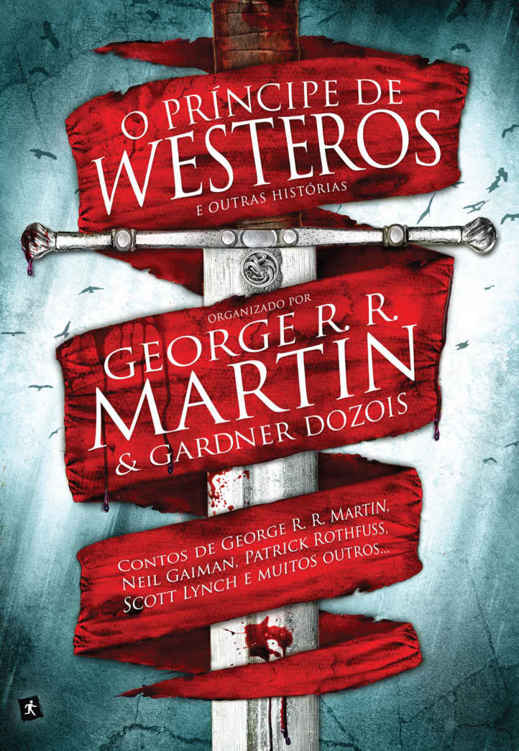 O PRÍNCIPE DE
WESTEROS
E OUTRAS HISTÓRIAS
ORGANIZADO POR
GEORGE R. R.
MARTIN
& GARDNER DOZOIS
CONTOS DE GEORGE R. R. MARTIN,
NEIL GAIMAN, PATRICK ROTHFUSS,
SCOTT LYNCH E MUITOS OUTROS...